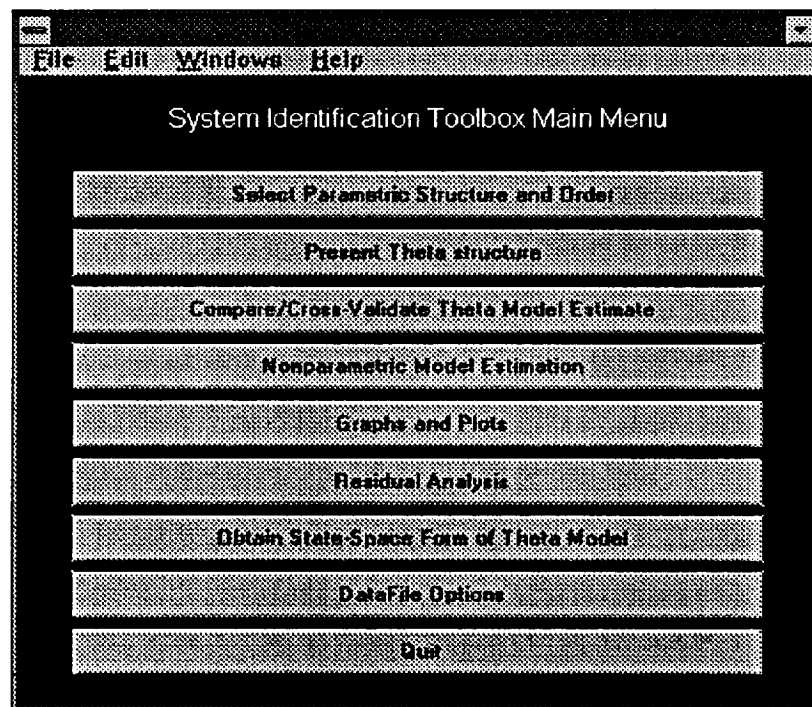 File Edit Windows Help
System Identification Toolbox Main Menu
Select Parametric Structure and Order
Present Theta structure
Compare/Cross-Validate Theta Model Estimate
Nonparametric Model Estimation
Graphs and Plots
Residual Analysis
Obtain State-Space Form of Theta Model
DataFile Options
Quit